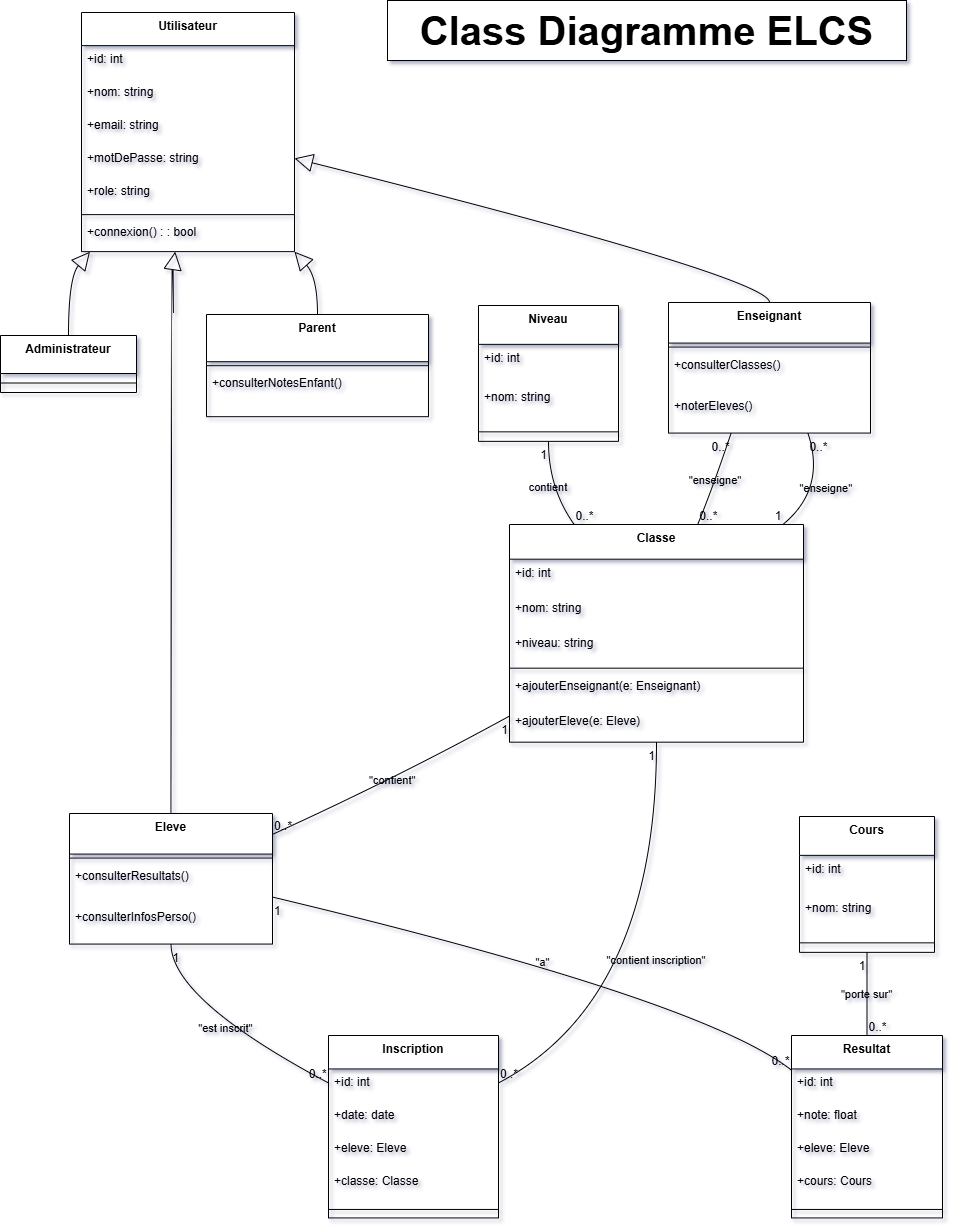 Class Diagramme ELCS
Utilisateur
+id: int
+nom: string
+email: string
+motDePasse: string
+role: string
+connexion() : : bool
Administrateur
Parent
+consulterNotesEnfant()
Niveau
+id: int
+nom: string
Enseignant
+consulterClasses()
+noterEleves()
1
contient
0..*
0..*
"enseigne"
0..*
0..*
"enseigne"
1
Classe
+id: int
+nom: string
+niveau: string
+ajouterEnseignant(e: Enseignant)
+ajouterEleve(e: Eleve)
1
"contient"
0..*
1
"contient inscription"
0..*
Eleve
+consulterResultats()
+consulterInfosPerso()
1
"a"
0..*
1
"est inscrit"
0..*
Cours
+id: int
+nom: string
1
"porte sur"
0..*
Inscription
+id: int
+date: date
+eleve: Eleve
+classe: Classe
Resultat
+id: int
+note: float
+eleve: Eleve
+cours: Cours